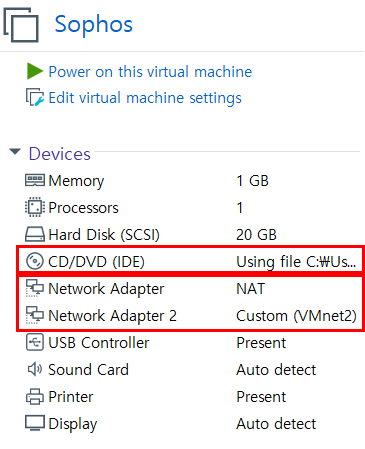 Sophos
Power on this virtual machine
Edit virtual machine settings
Devices
Memory 1 GB
Processors 1
Hard Disk (SCSI) 20 GB
CD/DVD (IDE) Using file C:₩Us...
Network Adapter NAT
Network Adapter 2 Custom (VMnet2)
USB Controller Present
Sound Card Auto detect
Printer Present
Display Auto detect